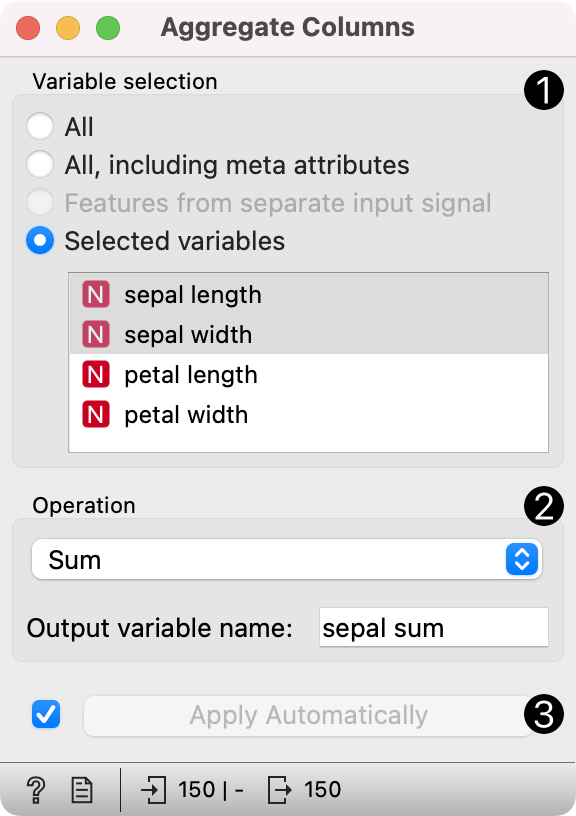 Aggregate Columns
Variable selection
1
All
All, including meta attributes
Features from separate input signal
Selected variables
N sepal length
N sepal width
N petal length
N petal width
Operation
2
Sum
Output variable name: sepal sum
Apply Automatically
3
? 150 | - 150